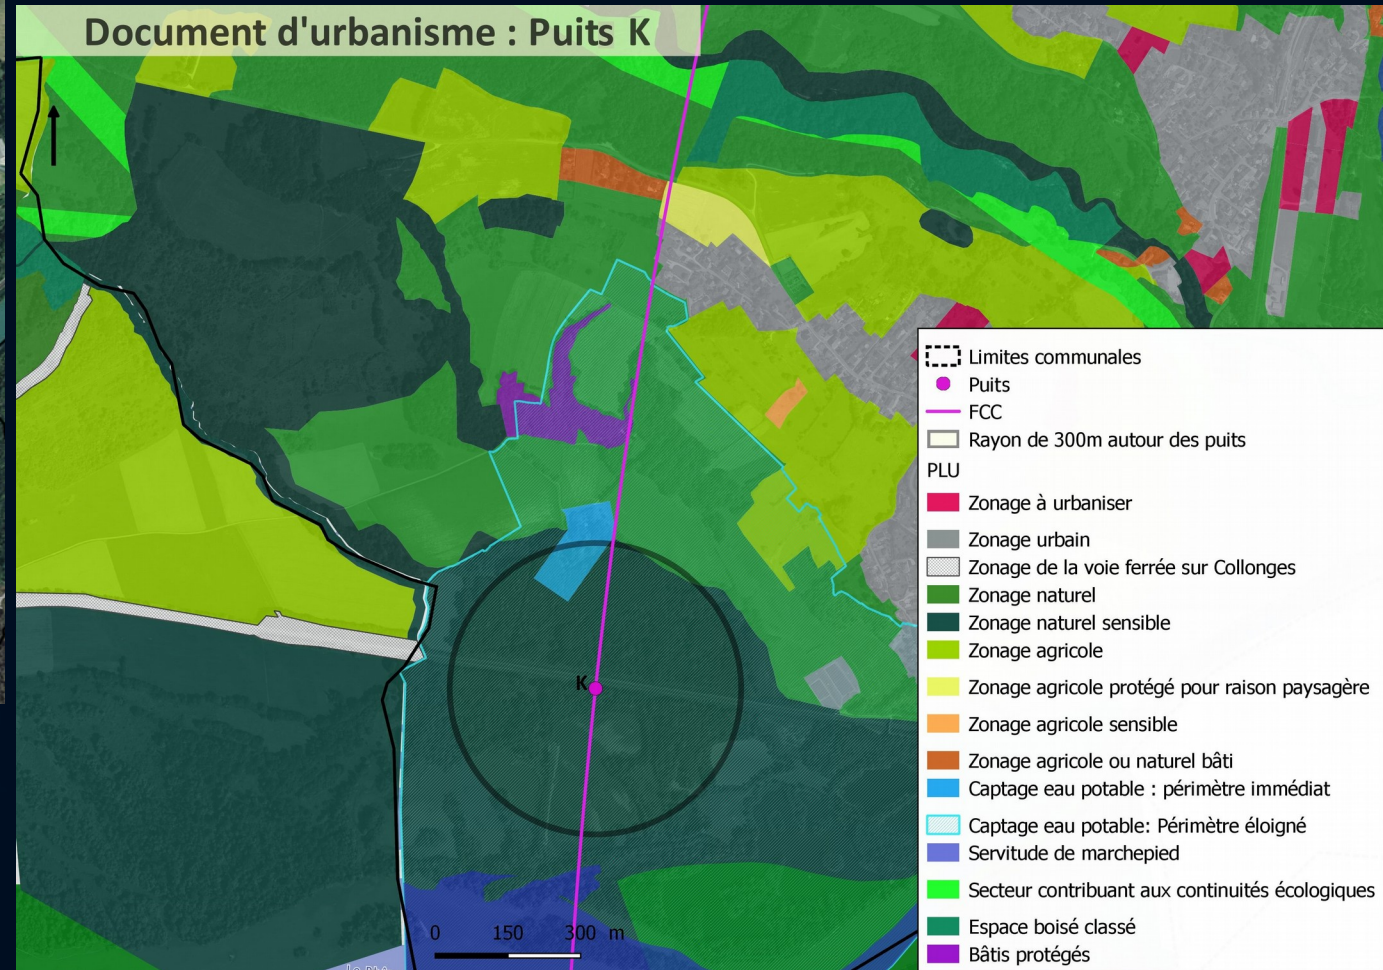 Document d'urbanisme : Puits K
K
0 150 300 m
Limites communales
Puits
FCC
Rayon de 300m autour des puits
PLU
Zonage à urbaniser
Zonage urbain
Zonage de la voie ferrée sur Collonges
Zonage naturel
Zonage naturel sensible
Zonage agricole
Zonage agricole protégé pour raison paysagère
Zonage agricole sensible
Zonage agricole ou naturel bâti
Captage eau potable : périmètre immédiat
Captage eau potable: Périmètre éloigné
Servitude de marchepied
Secteur contribuant aux continuités écologiques
Espace boisé classé
Bâtis protégés